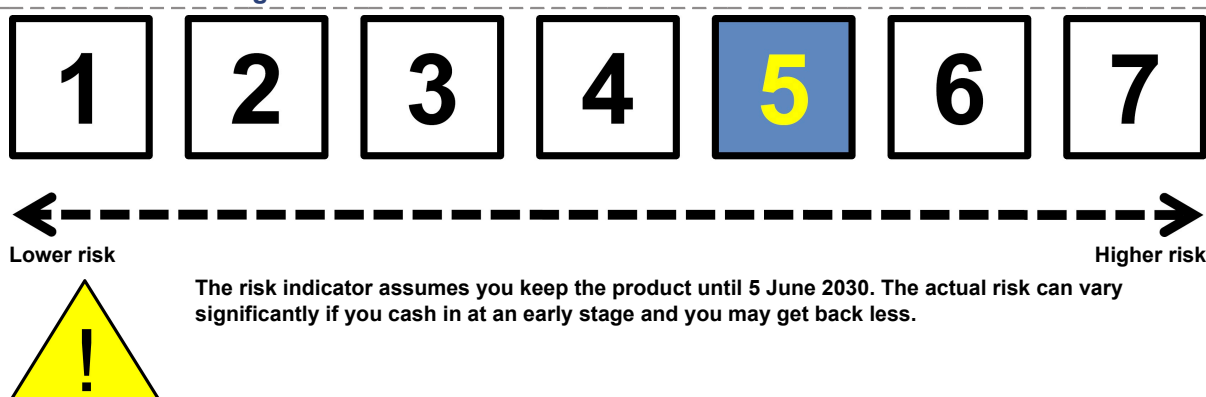 1 2 3 4 5 6 7
Lower risk Higher risk
The risk indicator assumes you keep the product until 5 June 2030. The actual risk can vary
significantly if you cash in at an early stage and you may get back less.
!